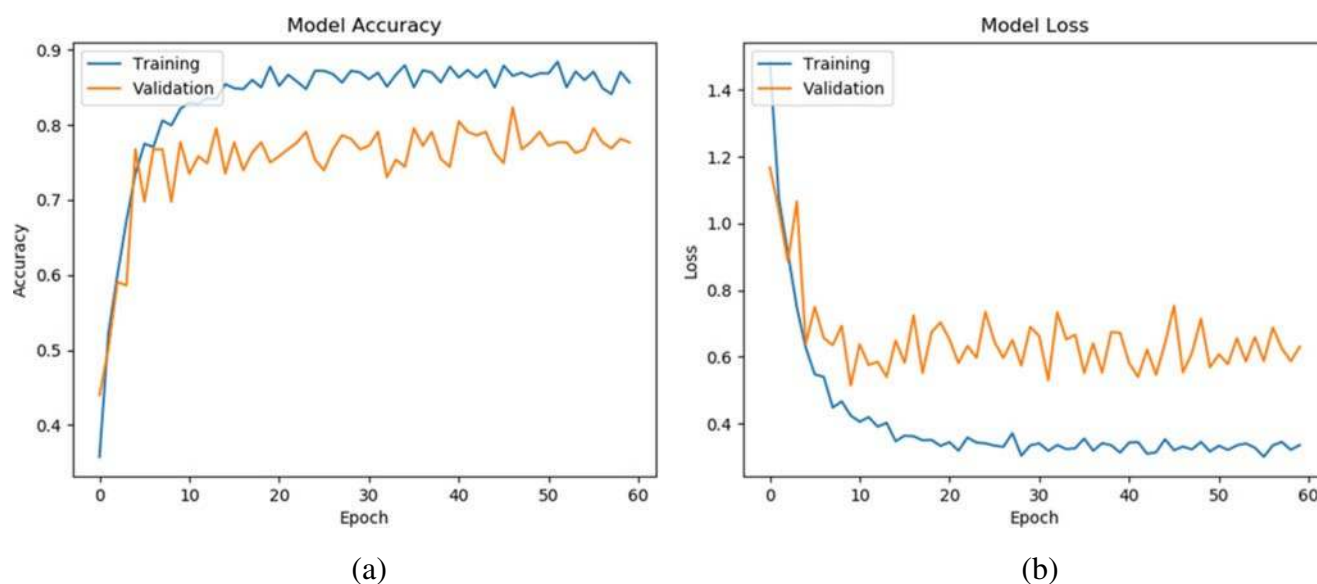 Model Accuracy
Training
Validation
0.9
0.8
0.7
0.6
0.5
0.4
Accuracy
0 10 20 30 40 50 60
Epoch
(a)
Model Loss
Training
Validation
1.4
1.2
1.0
0.8
0.6
0.4
Loss
0 10 20 30 40 50 60
Epoch
(b)